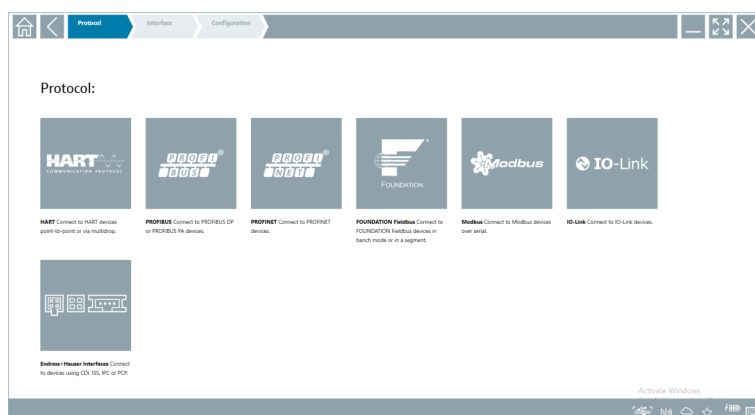 Protocol
Interface
Configuration
Protocol:
HART
COMMUNICATION PROTOCOL
PROFI
BUS
®
PROFI
NET
®
FOUNDATION
Modbus
IO-Link
HART Connect to HART devices
point-to-point or via multidrop.
PROFIBUS Connect to PROFIBUS DP
or PROFIBUS PA devices.
PROFINET Connect to PROFINET
devices.
FOUNDATION Fieldbus Connect to
FOUNDATION Fieldbus devices in
bench mode or in a segment.
Modbus Connect to Modbus devices
over serial.
IO-Link Connect to IO-Link devices.
Endress+Hauser Interfaces Connect
to devices using CDI, ISS, IPC or PCP.
Activate Windows